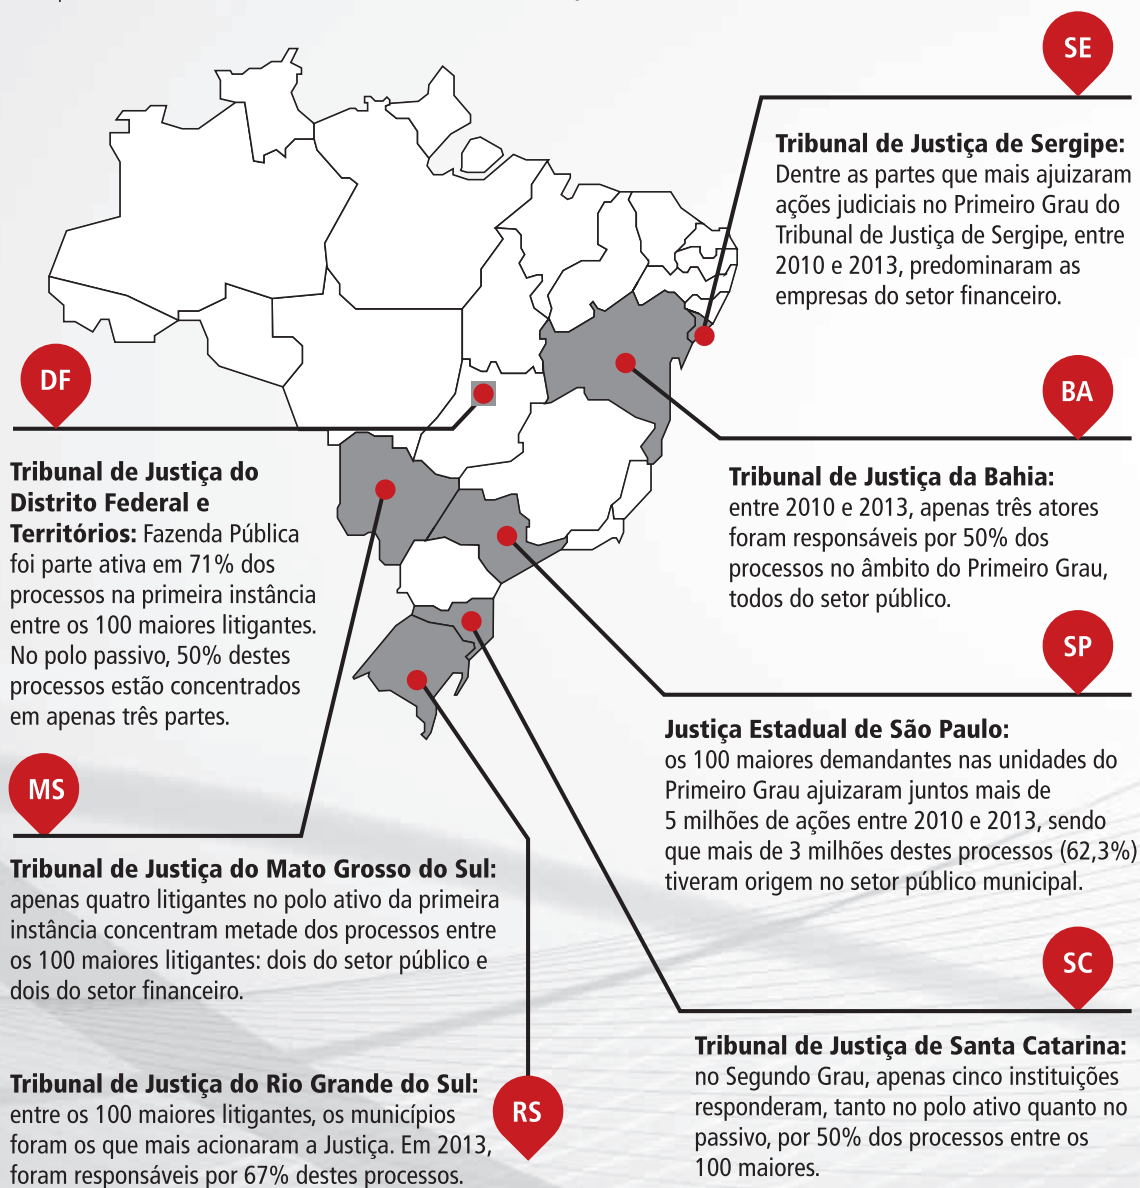 SE
Tribunal de Justiça de Sergipe:
Dentre as partes que mais ajuizaram
ações judiciais no Primeiro Grau do
Tribunal de Justiça de Sergipe, entre
2010 e 2013, predominaram as
empresas do setor financeiro.
DF
Tribunal de Justiça do
Distrito Federal e
Territórios: Fazenda Pública
foi parte ativa em 71% dos
processos na primeira instância
entre os 100 maiores litigantes.
No polo passivo, 50% destes
processos estão concentrados
em apenas três partes.
BA
Tribunal de Justiça da Bahia:
entre 2010 e 2013, apenas três atores
foram responsáveis por 50% dos
processos no âmbito do Primeiro Grau,
todos do setor público.
SP
Justiça Estadual de São Paulo:
os 100 maiores demandantes nas unidades do
Primeiro Grau ajuizaram juntos mais de
5 milhões de ações entre 2010 e 2013, sendo
que mais de 3 milhões destes processos (62,3%)
tiveram origem no setor público municipal.
MS
Tribunal de Justiça do Mato Grosso do Sul:
apenas quatro litigantes no polo ativo da primeira
instância concentram metade dos processos entre
os 100 maiores litigantes: dois do setor público e
dois do setor financeiro.
SC
Tribunal de Justiça de Santa Catarina:
no Segundo Grau, apenas cinco instituições
responderam, tanto no polo ativo quanto no
passivo, por 50% dos processos entre os
100 maiores.
RS
Tribunal de Justiça do Rio Grande do Sul:
entre os 100 maiores litigantes, os municípios
foram os que mais acionaram a Justiça. Em 2013,
foram responsáveis por 67% destes processos.